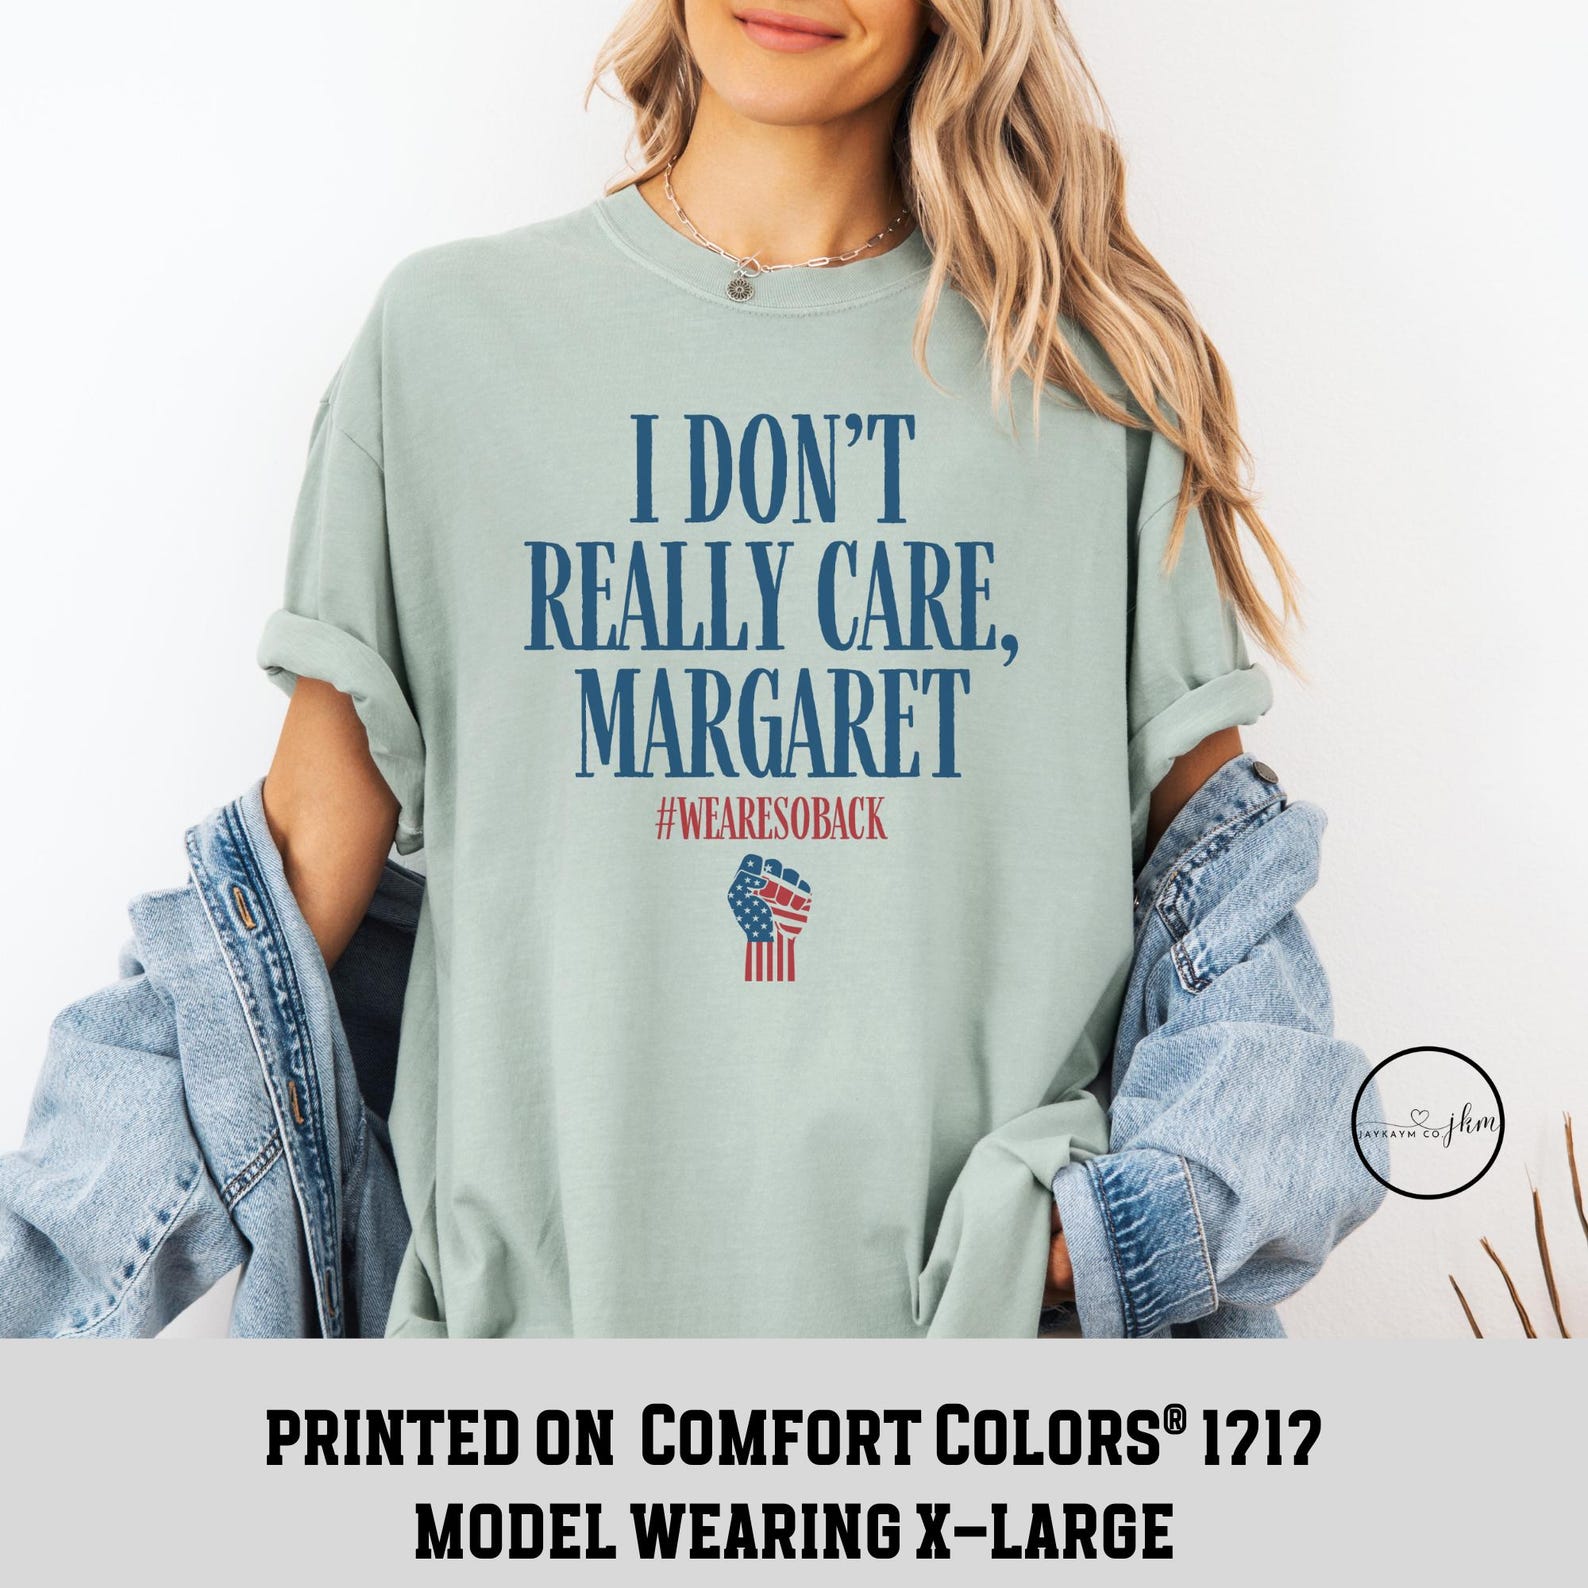 I DON'T
REALLY CARE,
MARGARET
#WEARESOBACK
JAYKAYM CO jkm
PRINTED ON COMFORT COLORS® 1717
MODEL WEARING X-LARGE